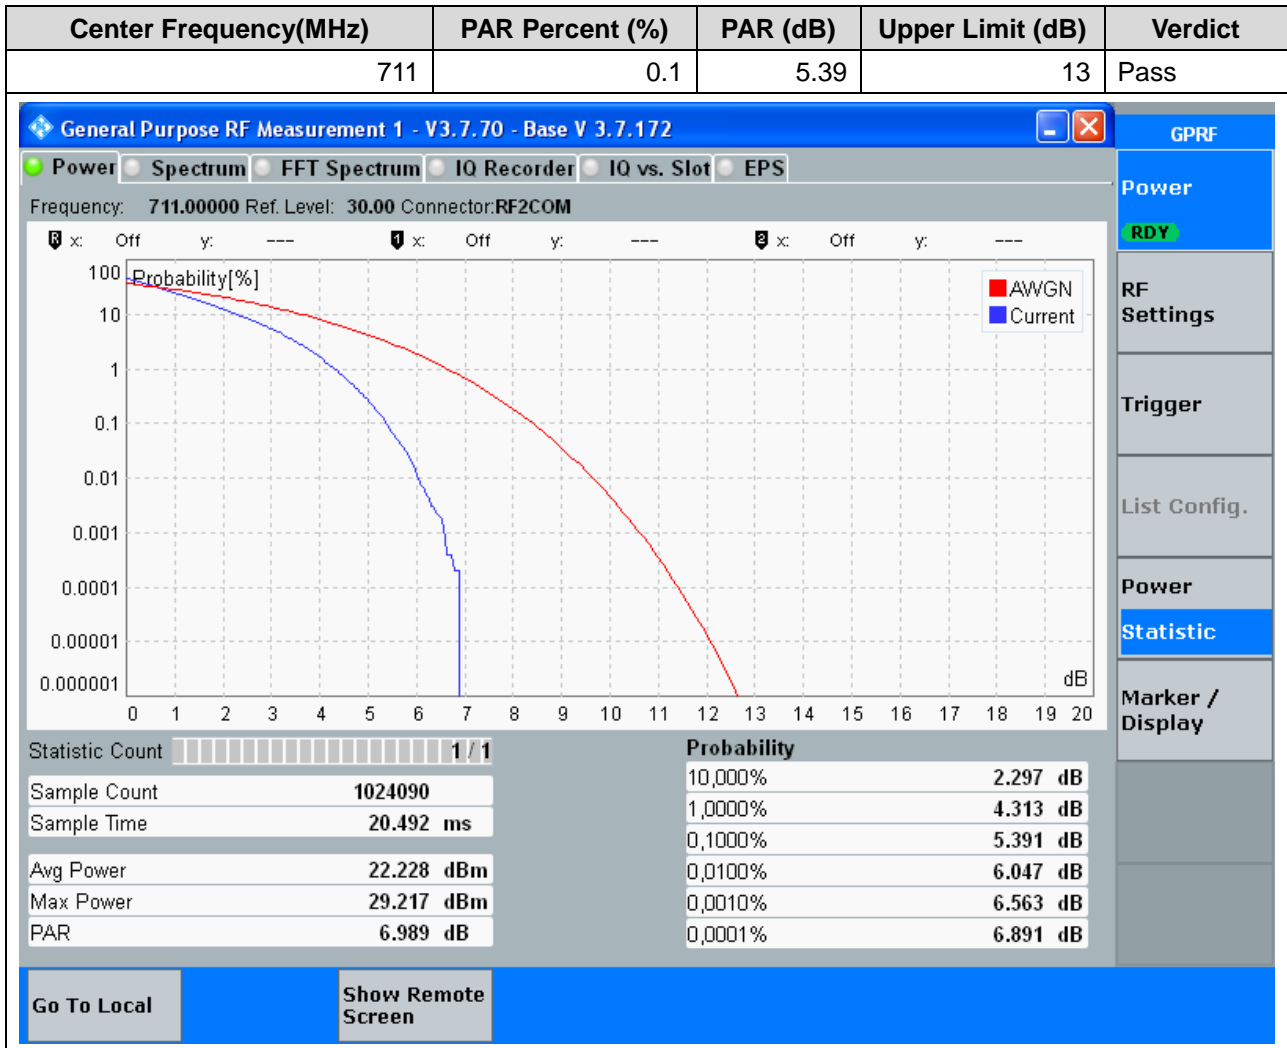 Center Frequency(MHz) PAR Percent (%) PAR (dB) Upper Limit (dB) Verdict
711 0.1 5.39 13 Pass
General Purpose RF Measurement 1 - V3.7.70 - Base V 3.7.172
GPRF
Power Spectrum FFT Spectrum IQ Recorder IQ vs. Slot EPS
Frequency: 711.00000 Ref. Level: 30.00 Connector:RF2COM
R x: Off y: --- 1 x: Off y: --- 2 x: Off y: ---
Probability[%]
AWGN
Current
100
10
1
0.1
0.01
0.001
0.0001
0.00001
0.000001
dB
0 1 2 3 4 5 6 7 8 9 10 11 12 13 14 15 16 17 18 19 20
Statistic Count 1 / 1
Sample Count 1024090
Sample Time 20.492 ms
Avg Power 22.228 dBm
Max Power 29.217 dBm
PAR 6.989 dB
Probability
10,000% 2.297 dB
1,0000% 4.313 dB
0,1000% 5.391 dB
0,0100% 6.047 dB
0,0010% 6.563 dB
0,0001% 6.891 dB
Power
RDY
RF
Settings
Trigger
List Config.
Power
Statistic
Marker /
Display
Go To Local
Show Remote
Screen